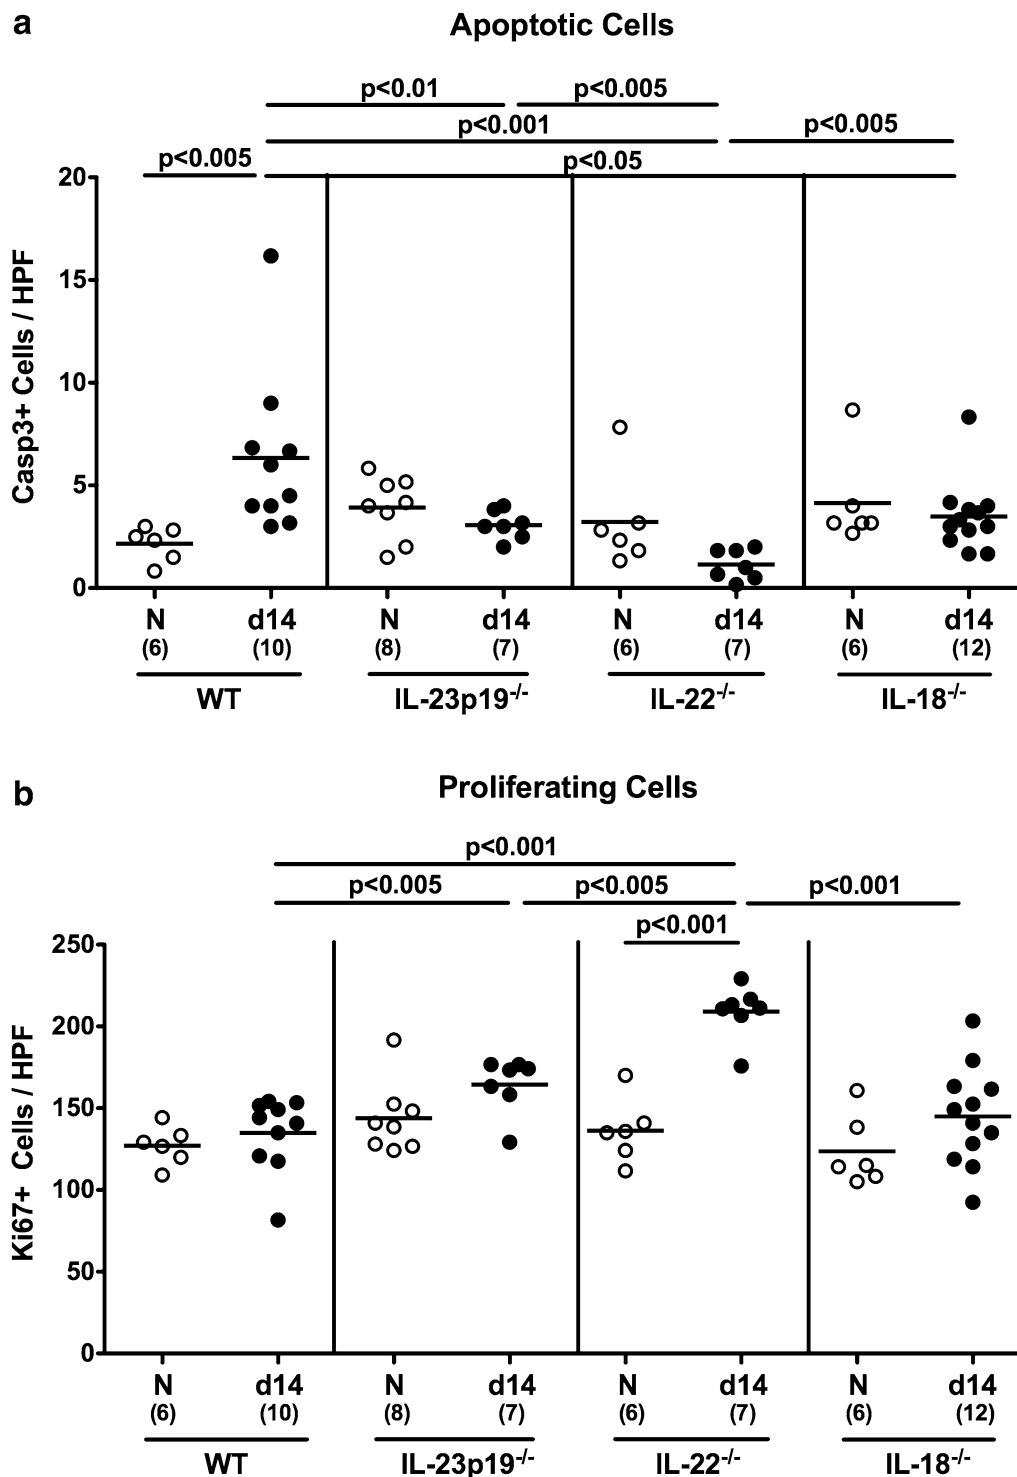 a
Apoptotic Cells
p<0.01 p<0.005
p<0.001 p<0.005
p<0.005 p<0.05
20
15
10
5
0
Casp3+ Cells / HPF
N d14 N d14 N d14 N d14
(6) (10) (8) (7) (6) (7) (6) (12)
WT IL-23p19-/- IL-22-/- IL-18-/-
b
Proliferating Cells
p<0.001
p<0.005 p<0.005 p<0.001
p<0.001
250
200
150
100
50
0
Ki67+ Cells / HPF
N d14 N d14 N d14 N d14
(6) (10) (8) (7) (6) (7) (6) (12)
WT IL-23p19-/- IL-22-/- IL-18-/-